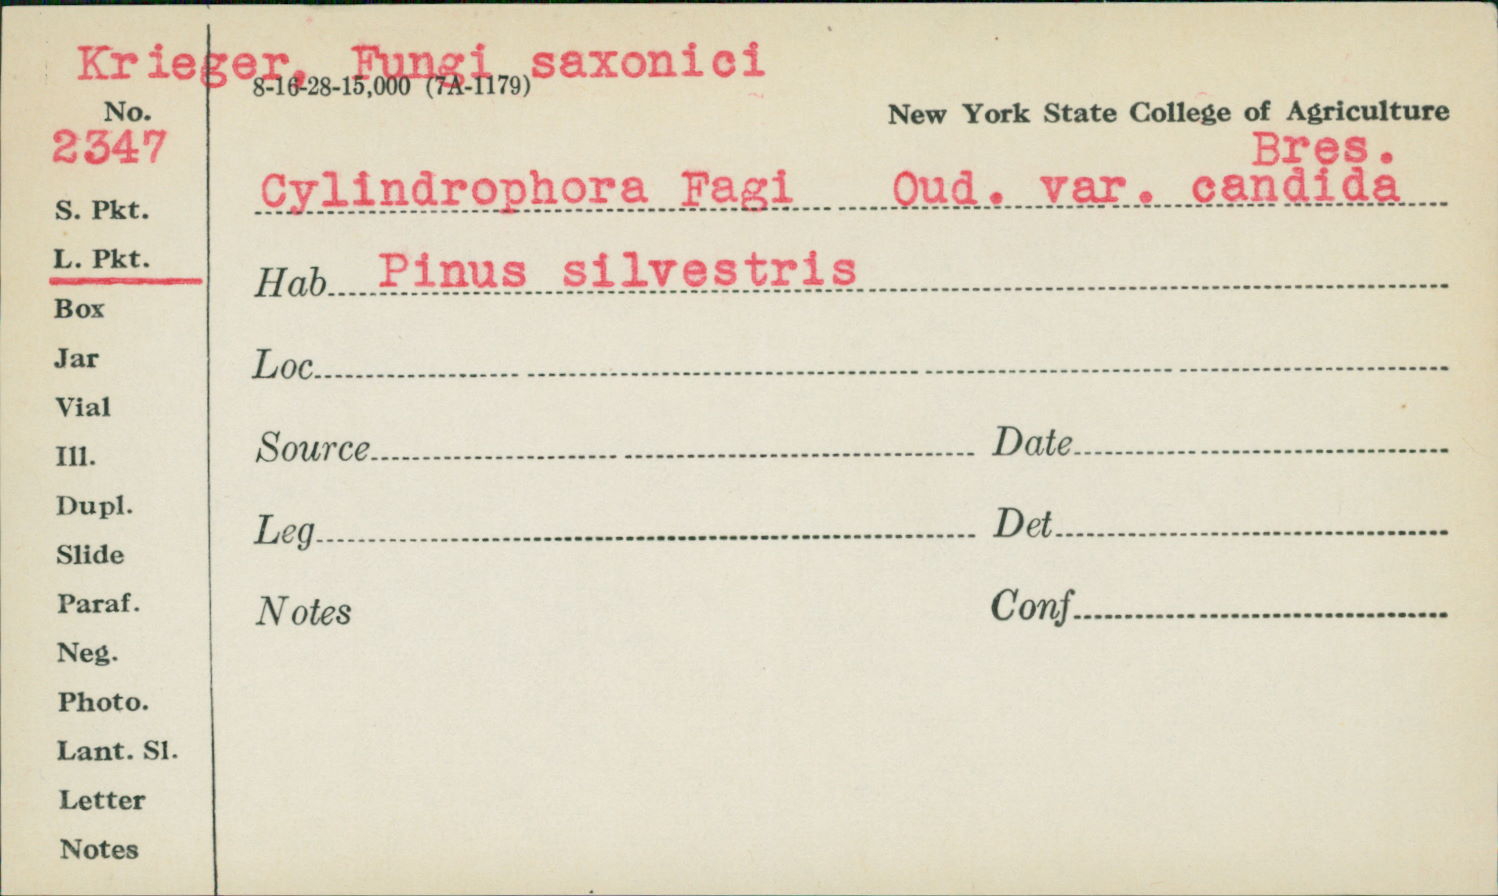 Krieger, Fungi saxonici
8-16-28-15,000 (7A-1179)
No.
New York State College of Agriculture
2347
Bres.
Cylindrophora Fagi Oud. var. candida
S. Pkt.
L. Pkt.
Hab. Pinus silvestris
Box
Jar
Loc.
Vial
Ill.
Source
Date
Dupl.
Leg
Det
Slide
Paraf.
Notes
Conf
Neg.
Photo.
Lant. Sl.
Letter
Notes